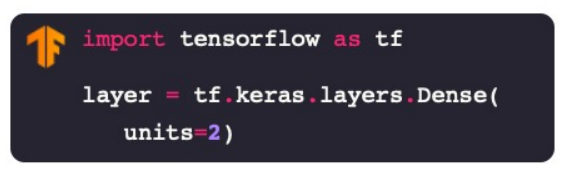 import tensorflow as tf
layer = tf.keras.layers.Dense(
units=2)